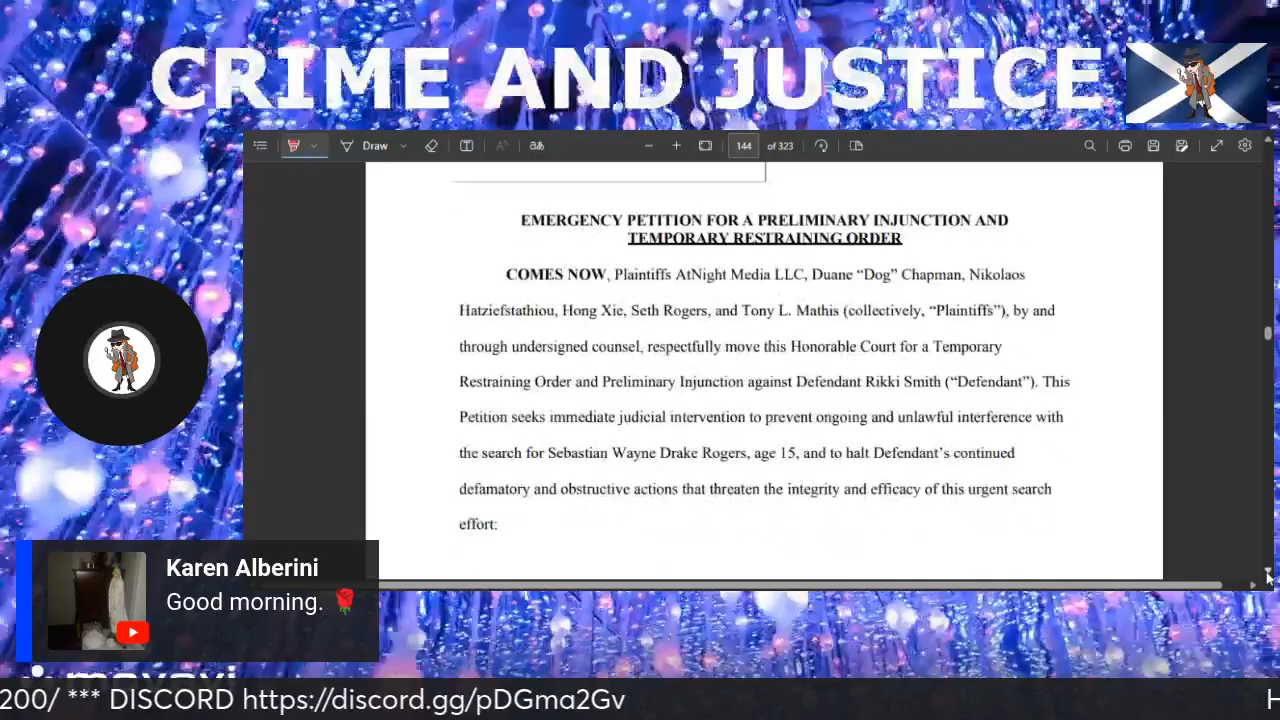 CRIME AND JUSTICE
Draw
144 of 323
EMERGENCY PETITION FOR A PRELIMINARY INJUNCTION AND
TEMPORARY RESTRAINING ORDER
COMES NOW, Plaintiffs AtNight Media LLC, Duane “Dog” Chapman, Nikolaos
Hatziefstathiou, Hong Xie, Seth Rogers, and Tony L. Mathis (collectively, “Plaintiffs”), by and
through undersigned counsel, respectfully move this Honorable Court for a Temporary
Restraining Order and Preliminary Injunction against Defendant Rikki Smith (“Defendant”). This
Petition seeks immediate judicial intervention to prevent ongoing and unlawful interference with
the search for Sebastian Wayne Drake Rogers, age 15, and to halt Defendant’s continued
defamatory and obstructive actions that threaten the integrity and efficacy of this urgent search
effort:
Karen Alberini
Good morning. 🌹
200/ *** DISCORD https://discord.gg/pDGma2Gv H